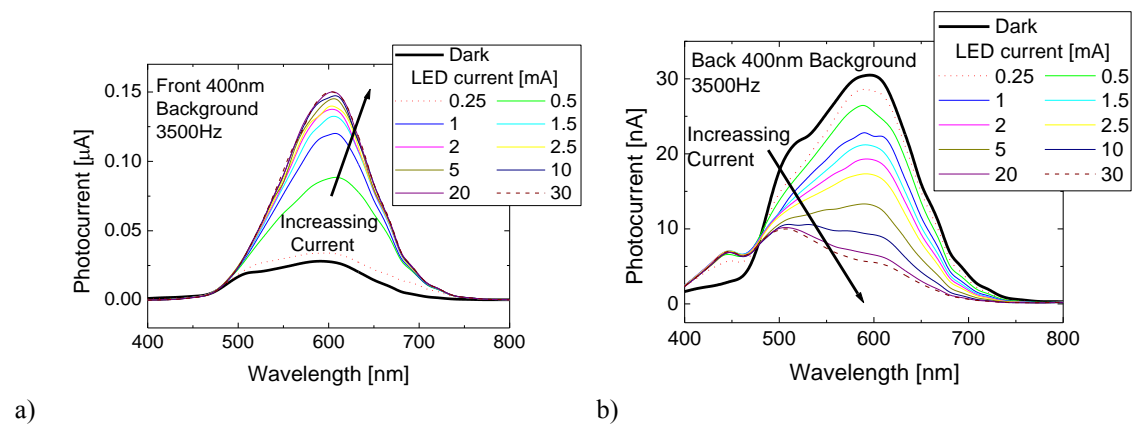 Dark
LED current [mA]
0.25 0.5
1 1.5
2 2.5
5 10
20 30
Front 400nm
Background
3500Hz
Increassing
Current
0.15
0.10
0.05
0.00
Photocurrent [µA]
400 500 600 700 800
Wavelength [nm]
a)
Dark
LED current [mA]
0.25 0.5
1 1.5
2 2.5
5 10
20 30
Back 400nm Background
3500Hz
Increassing
Current
30
20
10
0
Photocurrent [nA]
400 500 600 700 800
Wavelength [nm]
b)